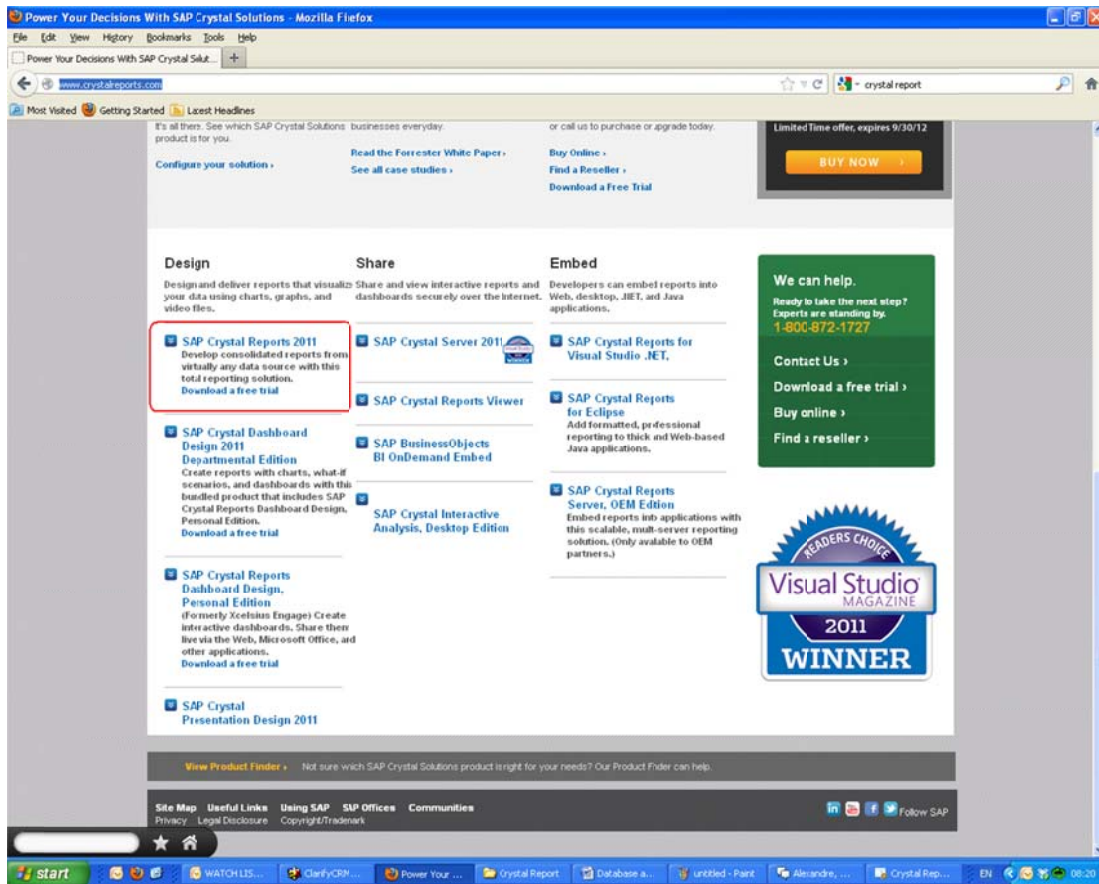 Power Your Decisions With SAP Crystal Solutions - Mozilla Firefox
File Edit View History Bookmarks Tools Help
Power Your Decisions With SAP Crystal Solut... +
www.crystalreports.com
crystal report
Most Visited Getting Started Latest Headlines
It's all there. See which SAP Crystal Solutions product is for you.
Configure your solution ›
businesses everyday.
Read the Forrester White Paper ›
See all case studies ›
or call us to purchase or upgrade today.
Buy Online ›
Find a Reseller ›
Download a Free Trial
Limited Time offer, expires 9/30/12
BUY NOW ›
Design
Design and deliver reports that visualize
your data using charts, graphs, and
video files.
SAP Crystal Reports 2011
Develop consolidated reports from
virtually any data source with this
total reporting solution.
Download a free trial
SAP Crystal Dashboard
Design 2011
Departmental Edition
Create reports with charts, what-if
scenarios, and dashboards with this
bundled product that includes SAP
Crystal Reports Dashboard Design,
Personal Edition.
Download a free trial
SAP Crystal Reports
Dashboard Design,
Personal Edition
(Formerly Xcelsius Engage) Create
interactive dashboards. Share them
live via the Web, Microsoft Office, and
other applications.
Download a free trial
SAP Crystal
Presentation Design 2011
Share
Share and view interactive reports and
dashboards securely over the Internet.
SAP Crystal Server 2011
WINNER
SAP Crystal Reports Viewer
SAP BusinessObjects
BI OnDemand Embed
SAP Crystal Interactive
Analysis, Desktop Edition
Embed
Developers can embed reports into
Web, desktop, .NET, and Java
applications.
SAP Crystal Reports for
Visual Studio .NET,
SAP Crystal Reports
for Eclipse
Add formatted, professional
reporting to thick and Web-based
Java applications.
SAP Crystal Reports
Server, OEM Edition
Embed reports into applications with
this scalable, multi-server reporting
solution. (Only available to OEM
partners.)
We can help.
Ready to take the next step?
Experts are standing by.
1-800-872-1727
Contact Us ›
Download a free trial ›
Buy online ›
Find a reseller ›
READERS CHOICE
Visual Studio
MAGAZINE
2011
WINNER
View Product Finder › Not sure which SAP Crystal Solutions product is right for your needs? Our Product Finder can help.
Site Map Useful Links Using SAP SAP Offices Communities
Privacy Legal Disclosure Copyright/Trademark
Follow SAP
start WATCH LIS... ClarifyCRM... Power Your ... Crystal Report Database a... untitled - Paint Alexandre, ... Crystal Rep... EN 08:20